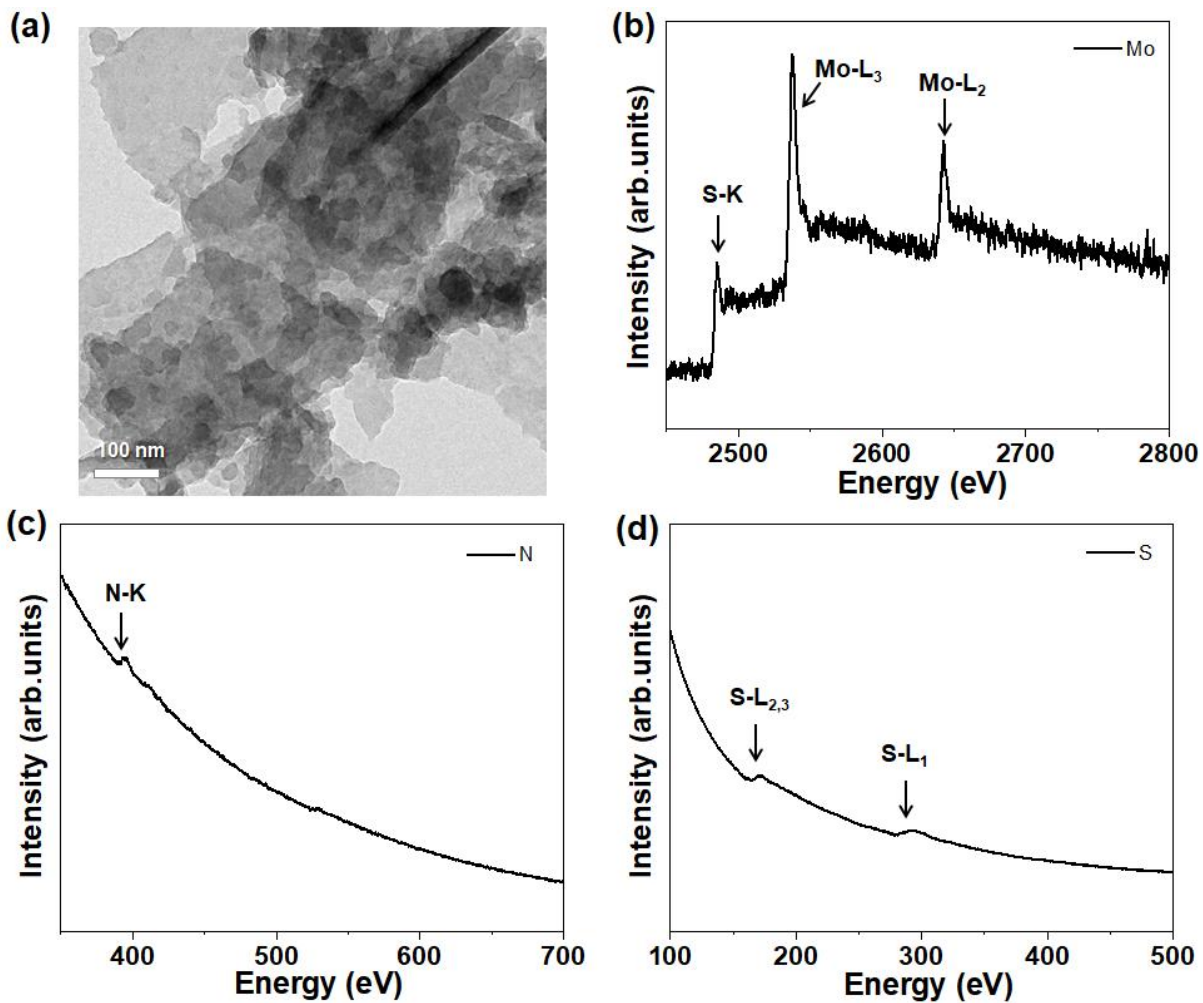 (a)
100 nm
(b)
Mo
Mo-L3
Mo-L2
S-K
Intensity (arb.units)
2500 2600 2700 2800
Energy (eV)
(c)
N
N-K
Intensity (arb.units)
400 500 600 700
Energy (eV)
(d)
S
S-L2,3
S-L1
Intensity (arb.units)
100 200 300 400 500
Energy (eV)